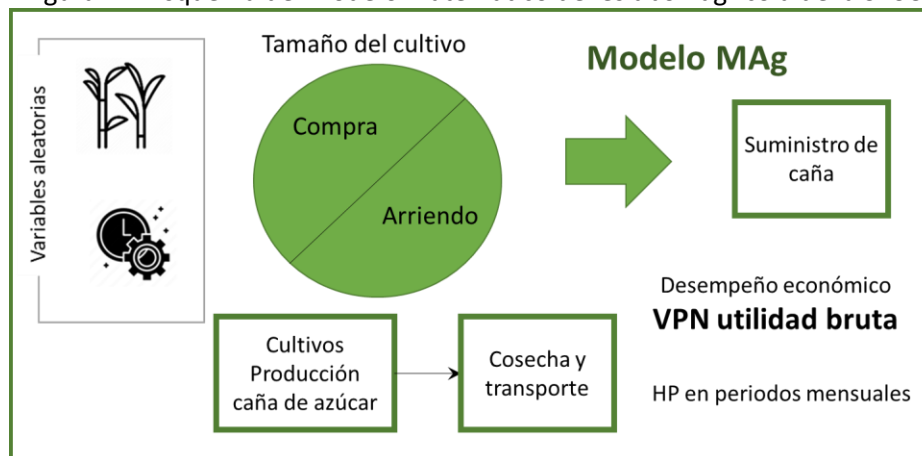 Tamaño del cultivo
Modelo MAg
Variables aleatorias
Compra
Arriendo
Suministro de
caña
Desempeño económico
VPN utilidad bruta
HP en periodos mensuales
Cultivos
Producción
caña de azúcar
Cosecha y
transporte